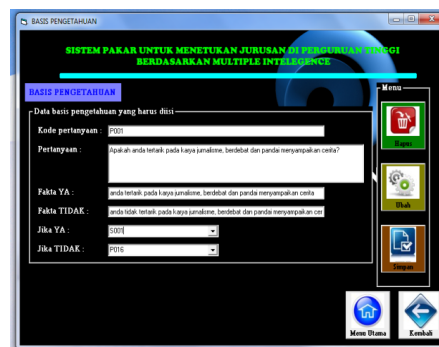 BASIS PENGETAHUAN
SISTEM PAKAR UNTUK MENETUKAN JURUSAN DI PERGURUAN TINGGI
BERDASARKAN MULTIPLE INTELEGENCE
BASIS PENGETAHUAN
Menu
Data basis pengetahuan yang harus diisi
Kode pertanyaan : P001
Pertanyaan : Apakah anda tertarik pada karya jurnalisme, berdebat dan pandai menyampaikan cerita?
Hapus
Fakta YA : anda tertarik pada karya jurnalisme, berdebat dan pandai menyampaikan cerita
Fakta TIDAK : anda tidak tertarik pada karya jurnalisme, berdebat dan pandai menyampaikan cer
Ubah
Jika YA : S001
Jika TIDAK : P016
Simpan
Menu Utama
Kembali